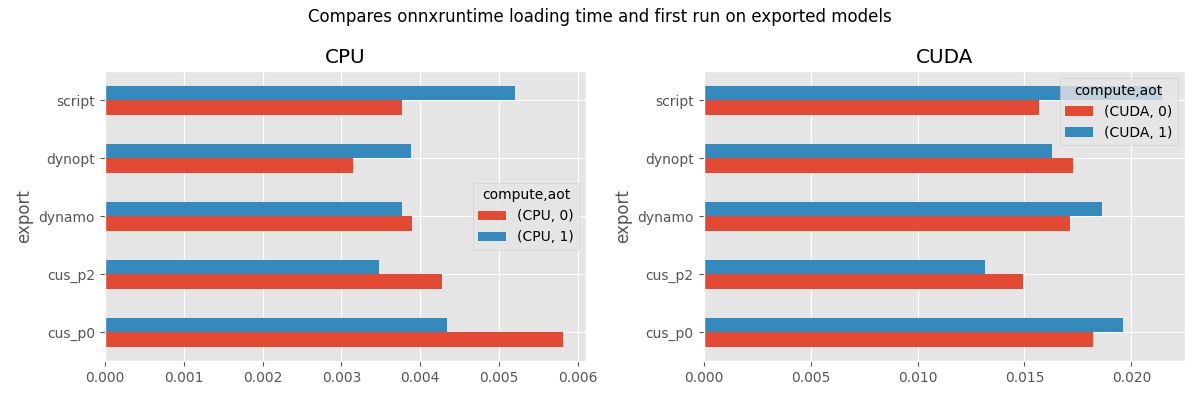 Compares onnxruntime loading time and first run on exported models
CPU
export
script
dynopt
dynamo
cus_p2
cus_p0
compute,aot
(CPU, 0)
(CPU, 1)
0.000 0.001 0.002 0.003 0.004 0.005 0.006
CUDA
export
script
dynopt
dynamo
cus_p2
cus_p0
compute,aot
(CUDA, 0)
(CUDA, 1)
0.000 0.005 0.010 0.015 0.020